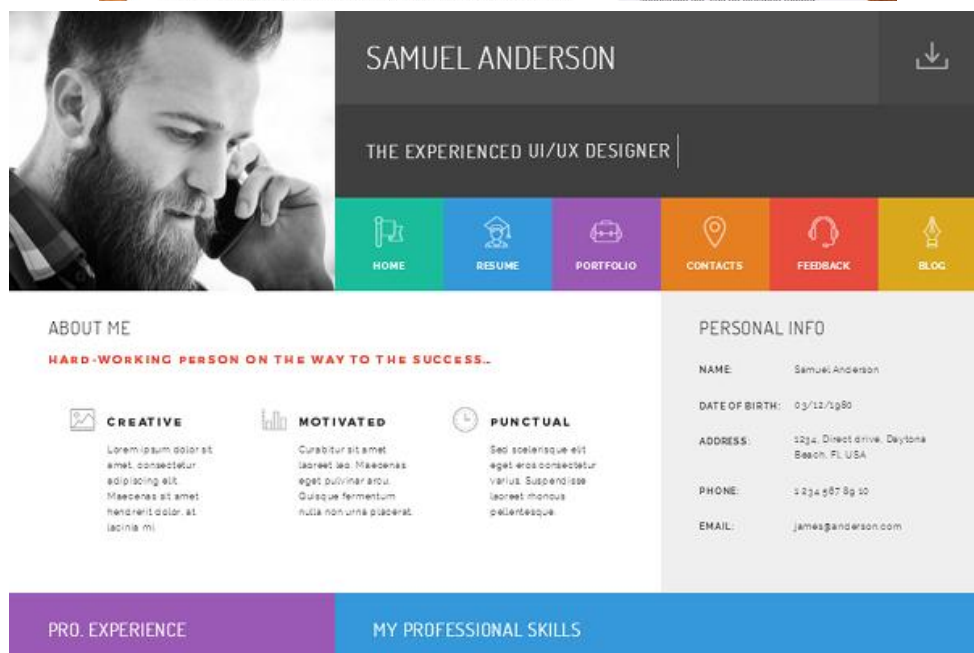 SAMUEL ANDERSON
THE EXPERIENCED UI/UX DESIGNER
HOME
RESUME
PORTFOLIO
CONTACTS
FEEDBACK
BLOG
ABOUT ME
HARD-WORKING PERSON ON THE WAY TO THE SUCCESS...
CREATIVE
Lorem ipsum dolor sit
amet, consectetur
adipiscing elit.
Maecenas sit amet
hendrerit dolor, at
lacinia mi.
MOTIVATED
Curabitur sit amet
laoreet leo. Maecenas
eget pulvinar arcu.
Quisque fermentum
nulla non urna placerat.
PUNCTUAL
Sed scelerisque elit
eget eros consectetur
varius. Suspendisse
laoreet rhoncus
pellentesque.
PERSONAL INFO
NAME: Samuel Anderson
DATE OF BIRTH: 03/12/1980
ADDRESS: 1234, Direct drive, Daytona
Beach, Fl, USA
PHONE: 1 234 567 89 10
EMAIL: james@anderson.com
PRO. EXPERIENCE
MY PROFESSIONAL SKILLS